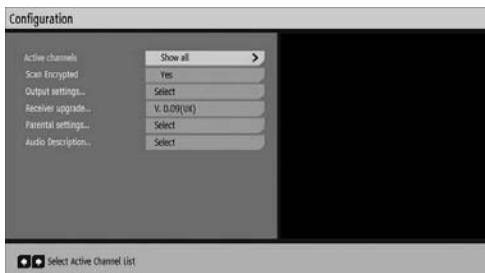 Configuration
Active channels Show all
Scan Encrypted Yes
Output settings... Select
Receiver upgrade... V. 0.09(UK)
Parental settings... Select
Audio Description... Select
Select Active Channel List